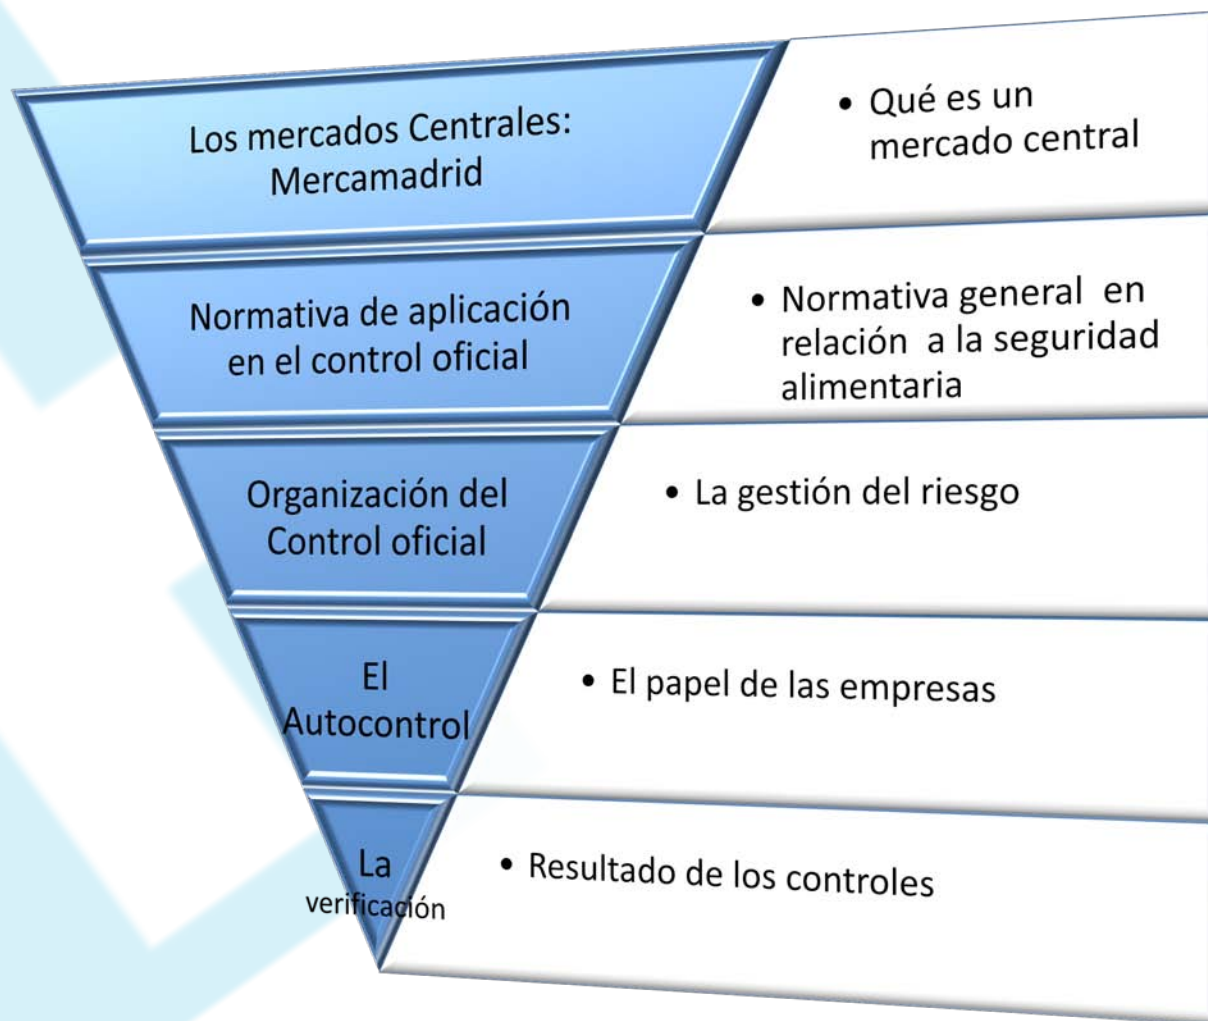 Los mercados Centrales:
Mercamadrid
• Qué es un
mercado central
Normativa de aplicación
en el control oficial
• Normativa general en
relación a la seguridad
alimentaria
Organización del
Control oficial
• La gestión del riesgo
El
Autocontrol
• El papel de las empresas
La
verificación
• Resultado de los controles